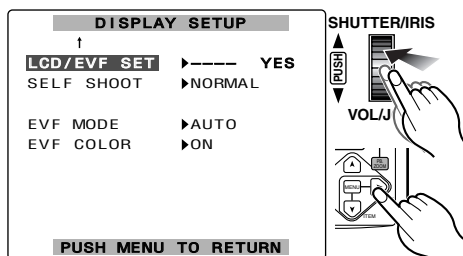 DISPLAY SETUP
↑
LCD/EVF SET ▶---- YES
SELF SHOOT ▶NORMAL
EVF MODE ▶AUTO
EVF COLOR ▶ON
PUSH MENU TO RETURN
SHUTTER/IRIS
PUSH
VOL/J
MENU
ITEM
ZOOM